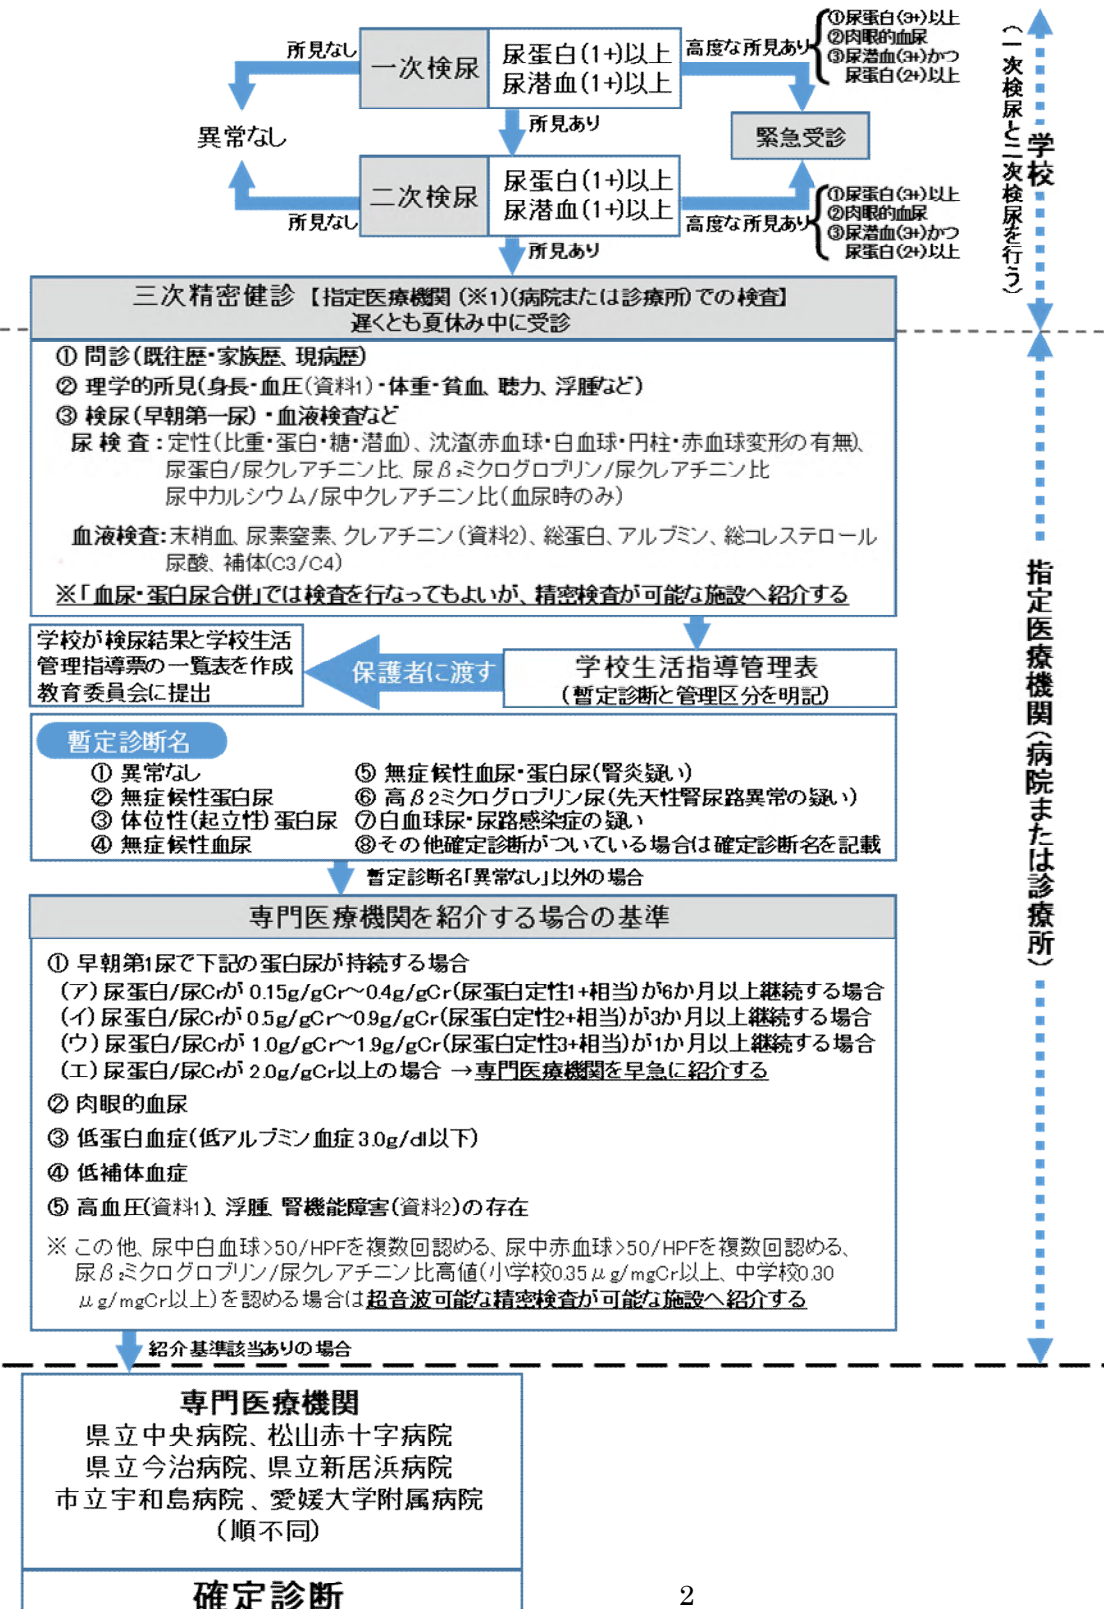 所見なし
一次検尿
尿蛋白(1+)以上
尿潜血(1+)以上
高度な所見あり
①尿蛋白(3+)以上
②肉眼的血尿
③尿潜血(3+)かつ
尿蛋白(2+)以上
所見あり
異常なし
緊急受診
二次検尿
尿蛋白(1+)以上
尿潜血(1+)以上
所見なし
高度な所見あり
①尿蛋白(3+)以上
②肉眼的血尿
③尿潜血(3+)かつ
尿蛋白(2+)以上
所見あり
学校
(一次検尿と二次検尿を行う)
三次精密健診【指定医療機関(※1)(病院または診療所)での検査】
遅くとも夏休み中に受診
① 問診(既往歴・家族歴、現病歴)
② 理学的所見(身長・血圧(資料1)・体重・貧血、聴力、浮腫など)
③ 検尿(早朝第一尿)・血液検査など
尿 検 査:定性(比重・蛋白・糖・潜血)、沈渣(赤血球・白血球・円柱・赤血球変形の有無)、
尿蛋白/尿クレアチニン比、尿β₂ミクログロブリン/尿クレアチニン比
尿中カルシウム/尿中クレアチニン比(血尿時のみ)
血液検査:末梢血、尿素窒素、クレアチニン(資料2)、総蛋白、アルブミン、総コレステロール
尿酸、補体(C3/C4)
※「血尿・蛋白尿合併」では検査を行なってもよいが、精密検査が可能な施設へ紹介する
学校が検尿結果と学校生活
管理指導票の一覧表を作成
教育委員会に提出
保護者に渡す
学校生活指導管理表
(暫定診断と管理区分を明記)
暫定診断名
① 異常なし
② 無症候性蛋白尿
③ 体位性(起立性)蛋白尿
④ 無症候性血尿
⑤ 無症候性血尿・蛋白尿(腎炎疑い)
⑥ 高β2ミクログロブリン尿(先天性腎尿路異常の疑い)
⑦白血球尿・尿路感染症の疑い
⑧その他確定診断がついている場合は確定診断名を記載
暫定診断名「異常なし」以外の場合
専門医療機関を紹介する場合の基準
① 早朝第1尿で下記の蛋白尿が持続する場合
(ア)尿蛋白/尿Crが 0.15g/gCr～0.4g/gCr(尿蛋白定性1+相当)が6か月以上継続する場合
(イ)尿蛋白/尿Crが 0.5g/gCr～0.9g/gCr(尿蛋白定性2+相当)が3か月以上継続する場合
(ウ)尿蛋白/尿Crが 1.0g/gCr～1.9g/gCr(尿蛋白定性3+相当)が1か月以上継続する場合
(エ)尿蛋白/尿Crが 2.0g/gCr以上の場合 →専門医療機関を早急に紹介する
② 肉眼的血尿
③ 低蛋白血症(低アルブミン血症 3.0g/dl以下)
④ 低補体血症
⑤ 高血圧(資料1)、浮腫、腎機能障害(資料2)の存在
※ この他、尿中白血球>50/HPFを複数回認める、尿中赤血球>50/HPFを複数回認める、
尿β₂ミクログロブリン/尿クレアチニン比高値(小学校0.35μg/mgCr以上、中学校0.30
μg/mgCr以上)を認める場合は超音波可能な精密検査が可能な施設へ紹介する
指定医療機関(病院または診療所)
紹介基準該当ありの場合
専門医療機関
県立中央病院、松山赤十字病院
県立今治病院、県立新居浜病院
市立宇和島病院、愛媛大学附属病院
(順不同)
確定診断
2